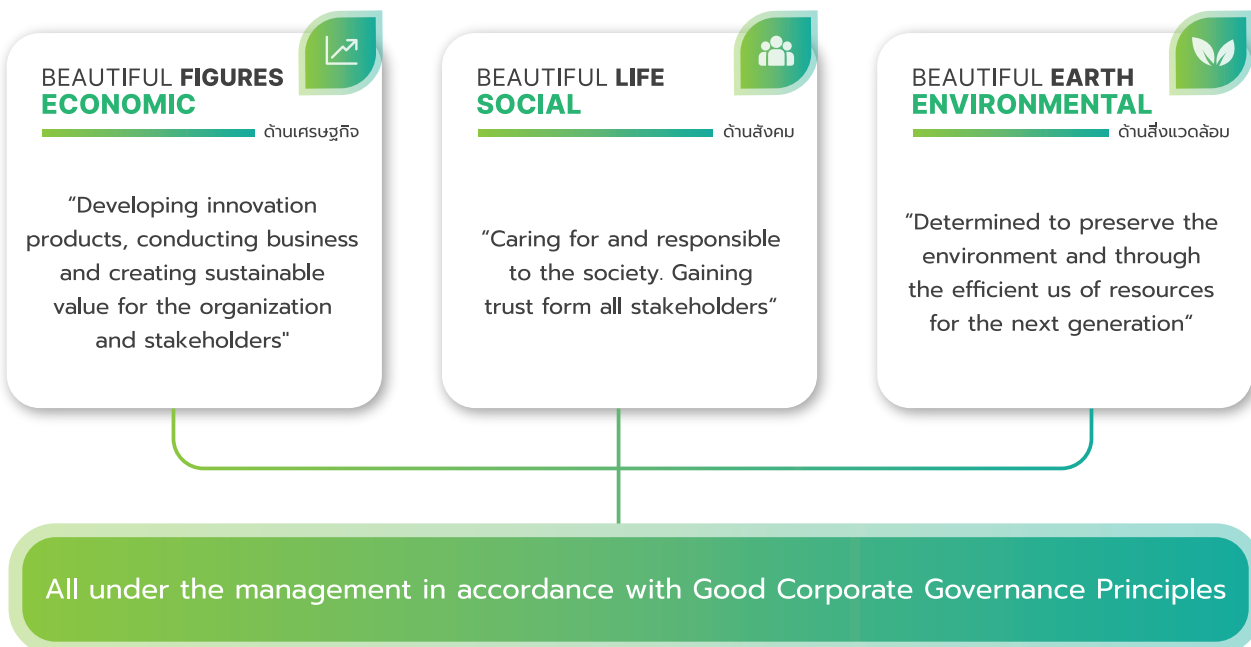 BEAUTIFUL FIGURES
ECONOMIC
ด้านเศรษฐกิจ
“Developing innovation
products, conducting business
and creating sustainable
value for the organization
and stakeholders"
BEAUTIFUL LIFE
SOCIAL
ด้านสังคม
“Caring for and responsible
to the society. Gaining
trust form all stakeholders“
BEAUTIFUL EARTH
ENVIRONMENTAL
ด้านสิ่งแวดล้อม
“Determined to preserve the
environment and through
the efficient us of resources
for the next generation“
All under the management in accordance with Good Corporate Governance Principles